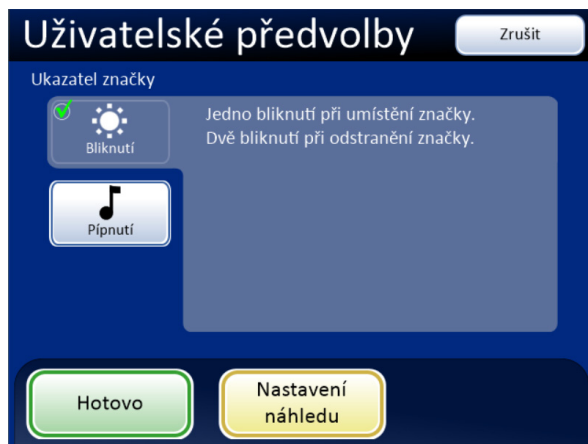 Uživatelské předvolby
Zrušit
Ukazatel značky
Bliknutí
Jedno bliknutí při umístění značky.
Dvě bliknutí při odstranění značky.
Pípnutí
Hotovo
Nastavení
náhledu